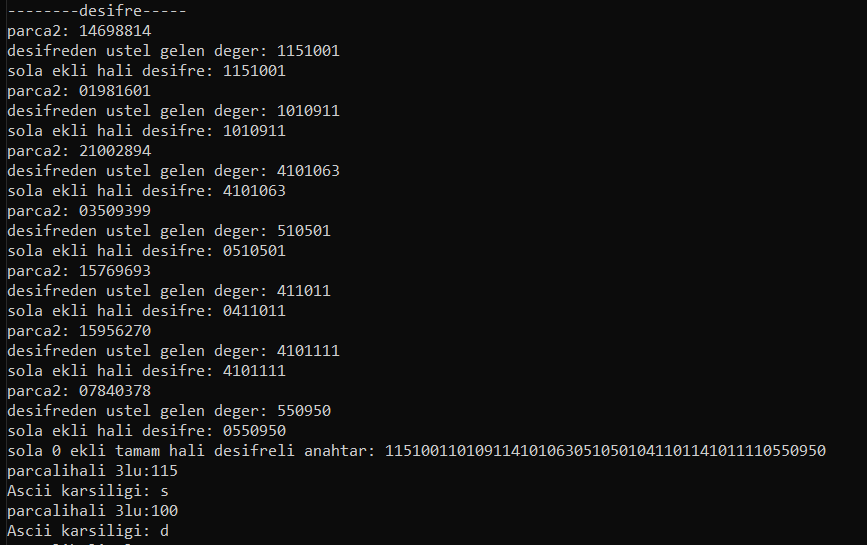 --------desifre-----
parca2: 14698814
desifreden ustel gelen deger: 1151001
sola ekli hali desifre: 1151001
parca2: 01981601
desifreden ustel gelen deger: 1010911
sola ekli hali desifre: 1010911
parca2: 21002894
desifreden ustel gelen deger: 4101063
sola ekli hali desifre: 4101063
parca2: 03509399
desifreden ustel gelen deger: 510501
sola ekli hali desifre: 0510501
parca2: 15769693
desifreden ustel gelen deger: 411011
sola ekli hali desifre: 0411011
parca2: 15956270
desifreden ustel gelen deger: 4101111
sola ekli hali desifre: 4101111
parca2: 07840378
desifreden ustel gelen deger: 550950
sola ekli hali desifre: 0550950
sola 0 ekli tamam hali desifreli anahtar: 1151001101091141010630510501041101141011110550950
parcalihali 3lu:115
Ascii karsiligi: s
parcalihali 3lu:100
Ascii karsiligi: d